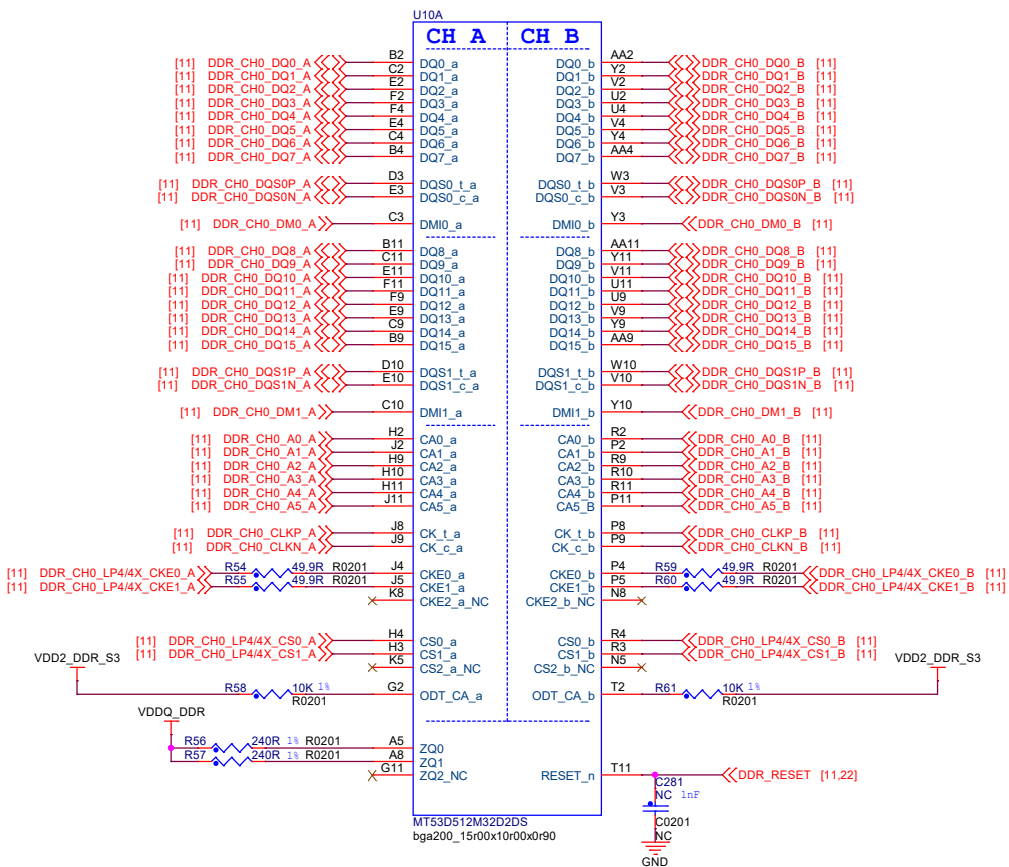 U10A
CH A CH B
[11] DDR_CH0_DQ0_A B2 DQ0_a DQ0_b AA2 DDR_CH0_DQ0_B [11]
[11] DDR_CH0_DQ1_A C2 DQ1_a DQ1_b Y2 DDR_CH0_DQ1_B [11]
[11] DDR_CH0_DQ2_A E2 DQ2_a DQ2_b V2 DDR_CH0_DQ2_B [11]
[11] DDR_CH0_DQ3_A F2 DQ3_a DQ3_b U2 DDR_CH0_DQ3_B [11]
[11] DDR_CH0_DQ4_A F4 DQ4_a DQ4_b U4 DDR_CH0_DQ4_B [11]
[11] DDR_CH0_DQ5_A E4 DQ5_a DQ5_b V4 DDR_CH0_DQ5_B [11]
[11] DDR_CH0_DQ6_A C4 DQ6_a DQ6_b Y4 DDR_CH0_DQ6_B [11]
[11] DDR_CH0_DQ7_A B4 DQ7_a DQ7_b AA4 DDR_CH0_DQ7_B [11]
[11] DDR_CH0_DQS0P_A D3 DQS0_t_a DQS0_t_b W3 DDR_CH0_DQS0P_B [11]
[11] DDR_CH0_DQS0N_A E3 DQS0_c_a DQS0_c_b V3 DDR_CH0_DQS0N_B [11]
[11] DDR_CH0_DM0_A C3 DMI0_a DMI0_b Y3 DDR_CH0_DM0_B [11]
[11] DDR_CH0_DQ8_A B11 DQ8_a DQ8_b AA11 DDR_CH0_DQ8_B [11]
[11] DDR_CH0_DQ9_A C11 DQ9_a DQ9_b Y11 DDR_CH0_DQ9_B [11]
[11] DDR_CH0_DQ10_A E11 DQ10_a DQ10_b V11 DDR_CH0_DQ10_B [11]
[11] DDR_CH0_DQ11_A F11 DQ11_a DQ11_b U11 DDR_CH0_DQ11_B [11]
[11] DDR_CH0_DQ12_A F9 DQ12_a DQ12_b U9 DDR_CH0_DQ12_B [11]
[11] DDR_CH0_DQ13_A E9 DQ13_a DQ13_b V9 DDR_CH0_DQ13_B [11]
[11] DDR_CH0_DQ14_A C9 DQ14_a DQ14_b Y9 DDR_CH0_DQ14_B [11]
[11] DDR_CH0_DQ15_A B9 DQ15_a DQ15_b AA9 DDR_CH0_DQ15_B [11]
[11] DDR_CH0_DQS1P_A D10 DQS1_t_a DQS1_t_b W10 DDR_CH0_DQS1P_B [11]
[11] DDR_CH0_DQS1N_A E10 DQS1_c_a DQS1_c_b V10 DDR_CH0_DQS1N_B [11]
[11] DDR_CH0_DM1_A C10 DMI1_a DMI1_b Y10 DDR_CH0_DM1_B [11]
[11] DDR_CH0_A0_A H2 CA0_a CA0_b R2 DDR_CH0_A0_B [11]
[11] DDR_CH0_A1_A J2 CA1_a CA1_b P2 DDR_CH0_A1_B [11]
[11] DDR_CH0_A2_A H9 CA2_a CA2_b R9 DDR_CH0_A2_B [11]
[11] DDR_CH0_A3_A H10 CA3_a CA3_b R10 DDR_CH0_A3_B [11]
[11] DDR_CH0_A4_A H11 CA4_a CA4_b R11 DDR_CH0_A4_B [11]
[11] DDR_CH0_A5_A J11 CA5_a CA5_B P11 DDR_CH0_A5_B [11]
[11] DDR_CH0_CLKP_A J8 CK_t_a CK_t_b P8 DDR_CH0_CLKP_B [11]
[11] DDR_CH0_CLKN_A J9 CK_c_a CK_c_b P9 DDR_CH0_CLKN_B [11]
[11] DDR_CH0_LP4/4X_CKE0_A R54 49.9R R0201 J4 CKE0_a CKE0_b P4 R59 49.9R R0201 DDR_CH0_LP4/4X_CKE0_B [11]
[11] DDR_CH0_LP4/4X_CKE1_A R55 49.9R R0201 J5 CKE1_a CKE1_b P5 R60 49.9R R0201 DDR_CH0_LP4/4X_CKE1_B [11]
K8 CKE2_a_NC CKE2_b_NC N8
[11] DDR_CH0_LP4/4X_CS0_A H4 CS0_a CS0_b R4 DDR_CH0_LP4/4X_CS0_B [11]
[11] DDR_CH0_LP4/4X_CS1_A H3 CS1_a CS1_b R3 DDR_CH0_LP4/4X_CS1_B [11]
VDD2_DDR_S3 K5 CS2_a_NC CS2_b_NC N5 VDD2_DDR_S3
R58 10K 1% R0201 G2 ODT_CA_a ODT_CA_b T2 R61 10K 1% R0201
VDDQ_DDR
R56 240R 1% R0201 A5 ZQ0
R57 240R 1% R0201 A8 ZQ1
G11 ZQ2_NC RESET_n T11 DDR_RESET [11,22]
C281
NC 1nF
C0201
NC
GND
MT53D512M32D2DS
bga200_15r00x10r00x0r90